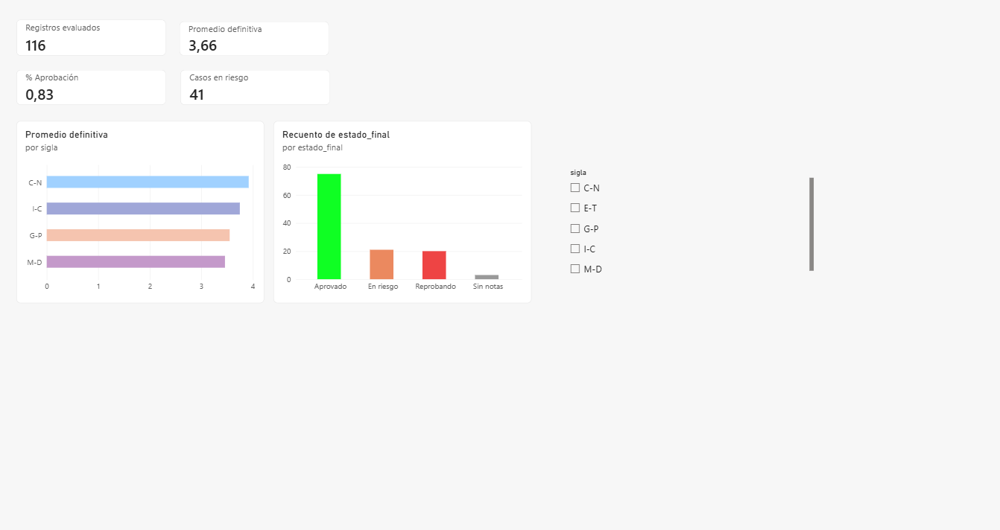 Registros evaluados
116
Promedio definitiva
3,66
% Aprobación
0,83
Casos en riesgo
41
Promedio definitiva
por sigla
C-N
I-C
G-P
M-D
0 1 2 3 4
Recuento de estado_final
por estado_final
80
60
40
20
0
Aprovado En riesgo Reprobando Sin notas
sigla
C-N
E-T
G-P
I-C
M-D